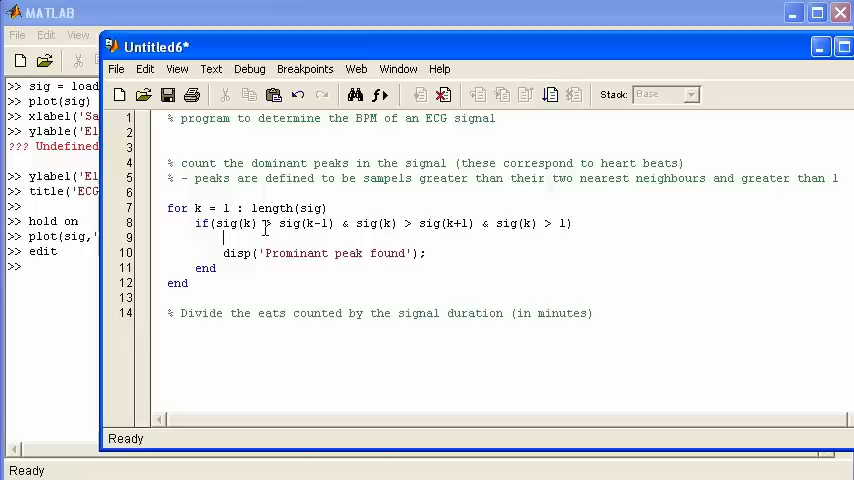 MATLAB
File Edit View
>> sig = load
>> plot(sig)
>> xlabel('Sa
>> ylable('El
??? Undefined
>> ylabel('El
>> title('ECG
>>
>> hold on
>> plot(sig,'
>> edit
>>
Ready
Untitled6*
File Edit View Text Debug Breakpoints Web Window Help
Stack: Base
1 % program to determine the BPM of an ECG signal
2
3
4 % count the dominant peaks in the signal (these correspond to heart beats)
5 % - peaks are defined to be sampels greater than their two nearest neighbours and greater than 1
6
7 for k = 1 : length(sig)
8 if(sig(k) > sig(k-1) & sig(k) > sig(k+1) & sig(k) > 1)
10 disp('Prominant peak found');
11 end
12 end
13
14 % Divide the eats counted by the signal duration (in minutes)
Ready